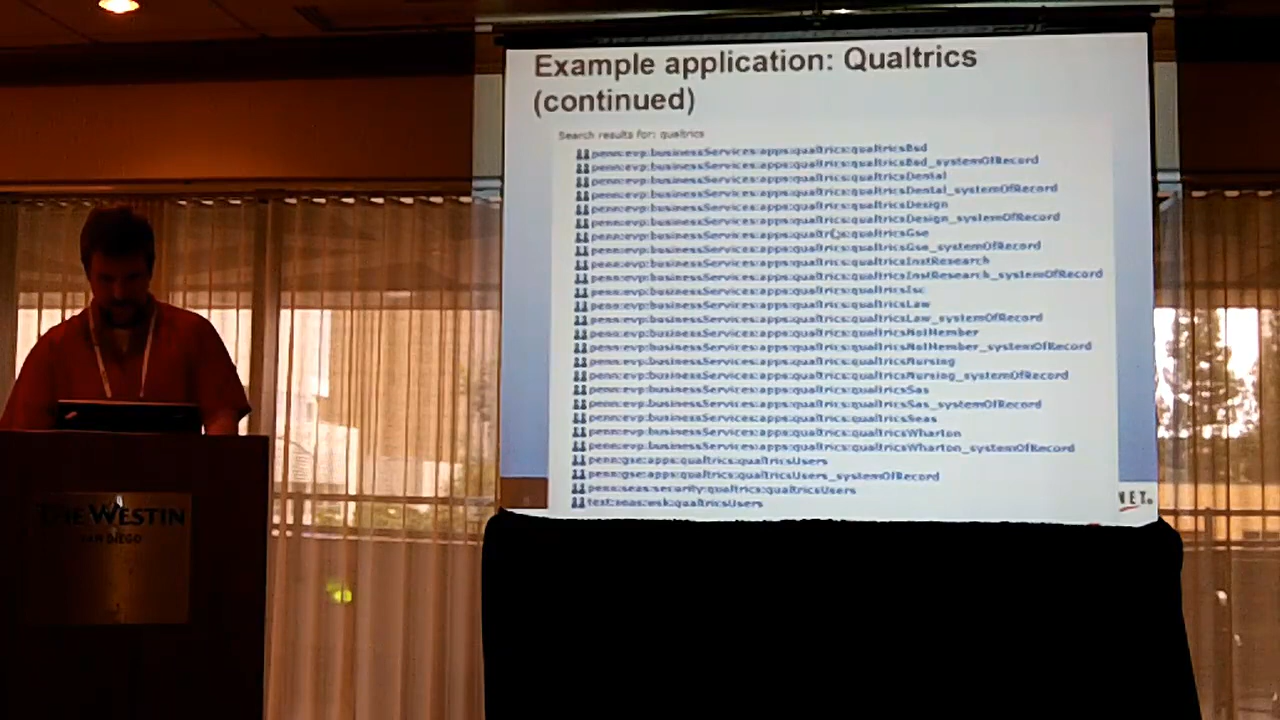 Example application: Qualtrics
(continued)
Search results for: qualtrics
penn:evp:businessServices:apps:qualtrics:qualtricsBsd
penn:evp:businessServices:apps:qualtrics:qualtricsBsd_systemOfRecord
penn:evp:businessServices:apps:qualtrics:qualtricsDental
penn:evp:businessServices:apps:qualtrics:qualtricsDental_systemOfRecord
penn:evp:businessServices:apps:qualtrics:qualtricsDesign
penn:evp:businessServices:apps:qualtrics:qualtricsDesign_systemOfRecord
penn:evp:businessServices:apps:qualtrics:qualtricsGse
penn:evp:businessServices:apps:qualtrics:qualtricsGse_systemOfRecord
penn:evp:businessServices:apps:qualtrics:qualtricsInstResearch
penn:evp:businessServices:apps:qualtrics:qualtricsInstResearch_systemOfRecord
penn:evp:businessServices:apps:qualtrics:qualtricsIsc
penn:evp:businessServices:apps:qualtrics:qualtricsLaw
penn:evp:businessServices:apps:qualtrics:qualtricsLaw_systemOfRecord
penn:evp:businessServices:apps:qualtrics:qualtricsNotMember
penn:evp:businessServices:apps:qualtrics:qualtricsNotMember_systemOfRecord
penn:evp:businessServices:apps:qualtrics:qualtricsNursing
penn:evp:businessServices:apps:qualtrics:qualtricsNursing_systemOfRecord
penn:evp:businessServices:apps:qualtrics:qualtricsSas
penn:evp:businessServices:apps:qualtrics:qualtricsSas_systemOfRecord
penn:evp:businessServices:apps:qualtrics:qualtricsSeas
penn:evp:businessServices:apps:qualtrics:qualtricsWharton
penn:evp:businessServices:apps:qualtrics:qualtricsWharton_systemOfRecord
penn:gse:apps:qualtrics:qualtricsUsers
penn:gse:apps:qualtrics:qualtricsUsers_systemOfRecord
penn:seas:security:qualtrics:qualtricsUsers
test:seas:wsk:qualtricsUsers
NET
THE WESTIN
SAN DIEGO